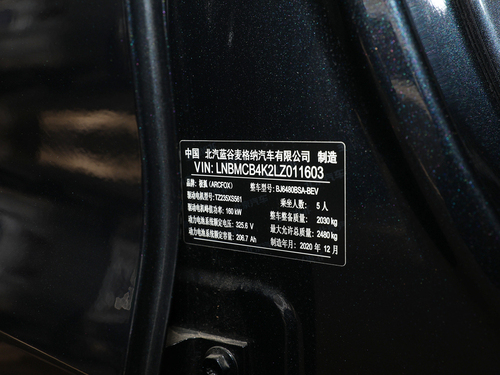 中国 北汽蓝谷麦格纳汽车有限公司 制造
VIN: LNBMCB4K2LZ011603
品牌: 极狐(ARCFOX) 整车型号: BJ6480BSA-BEV
驱动电机型号: TZ235XS561 乘坐人数: 5 人
驱动电机峰值功率: 160 kW 整车整备质量: 2030 kg
动力电池系统额定电压: 325.6 V 最大允许总质量: 2480 kg
动力电池系统额定容量: 206.7 Ah 制造年月: 2020 年 12 月